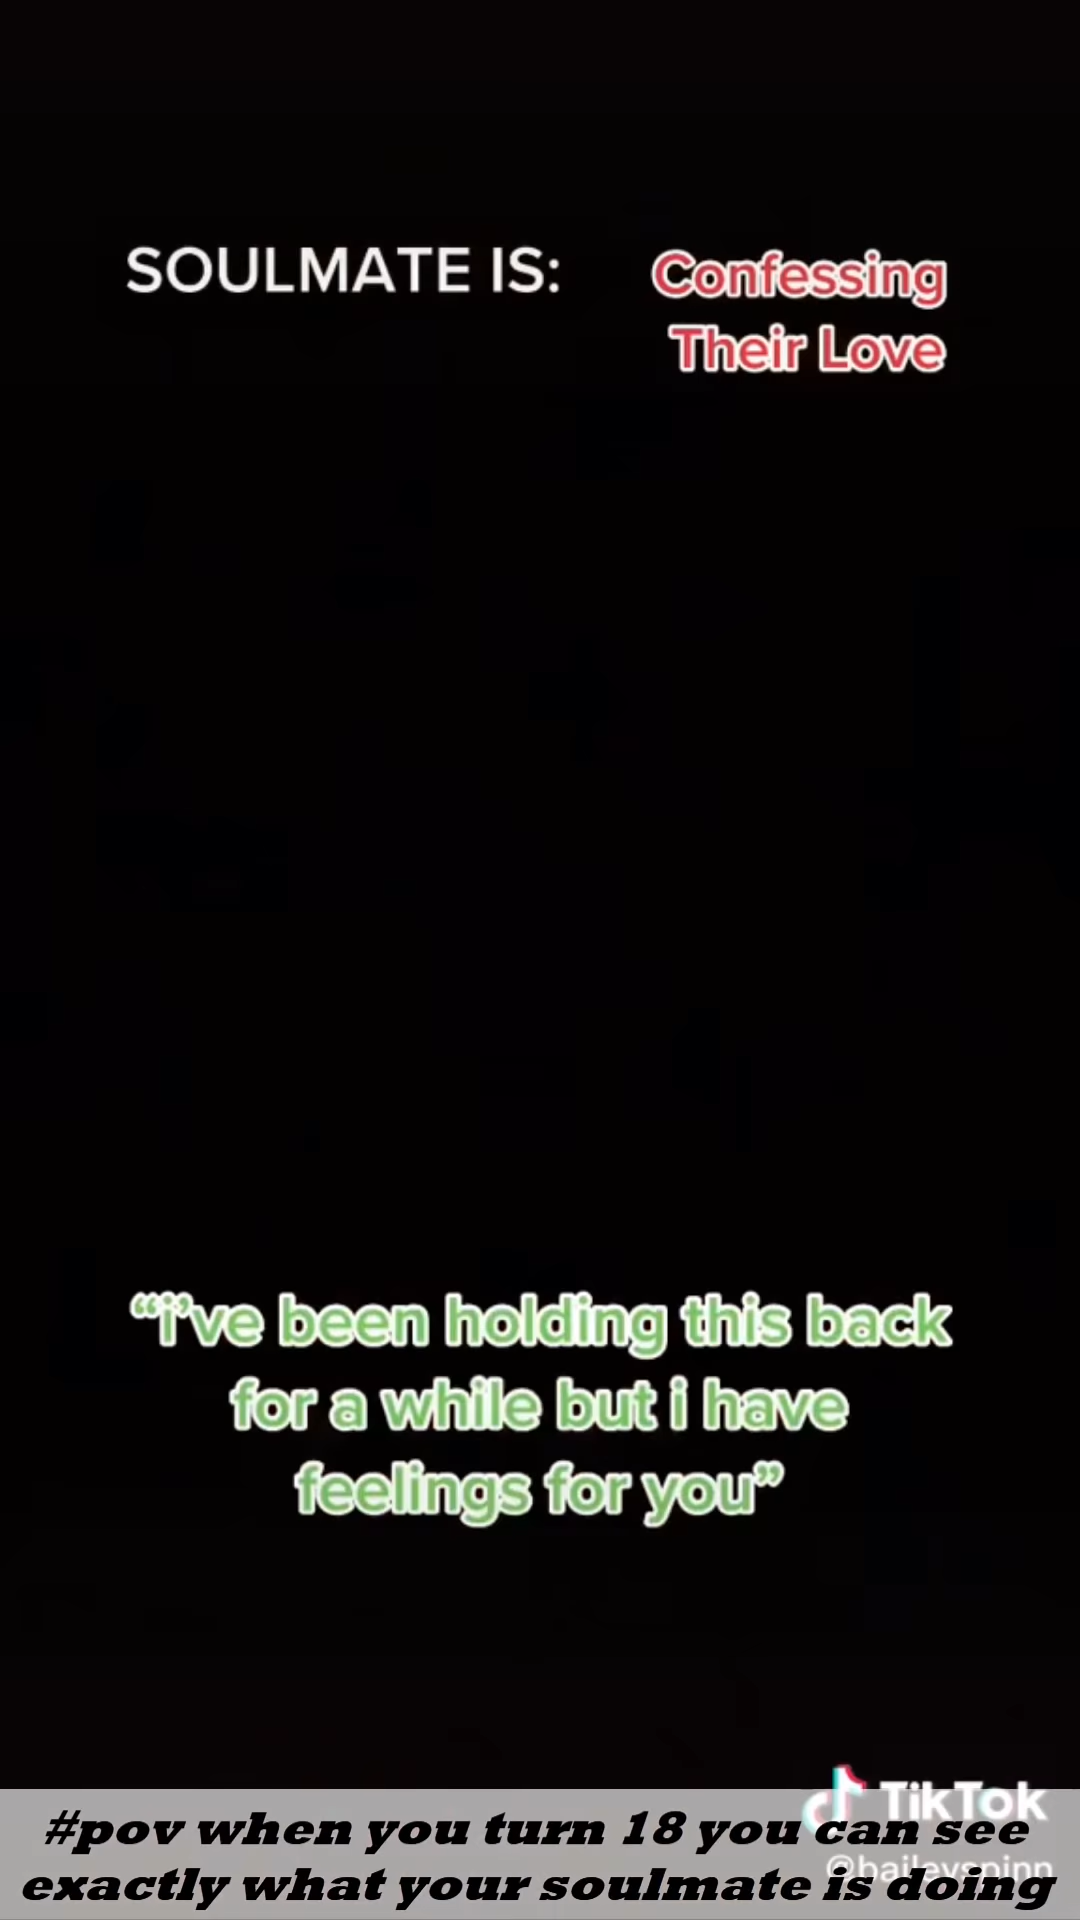 SOULMATE IS:
Confessing
Their Love
“i’ve been holding this back
for a while but i have
feelings for you”
TikTok
@baileyspinn
#pov when you turn 18 you can see
exactly what your soulmate is doing